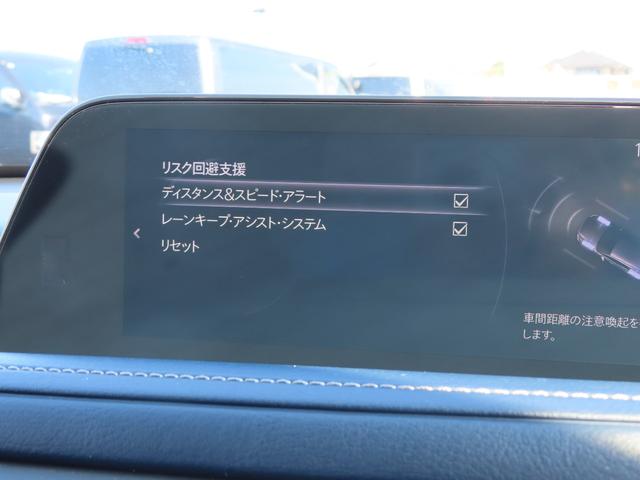 リスク回避支援
ディスタンス&スピード・アラート
レーンキープ・アシスト・システム
リセット
車間距離の注意喚起を
します。